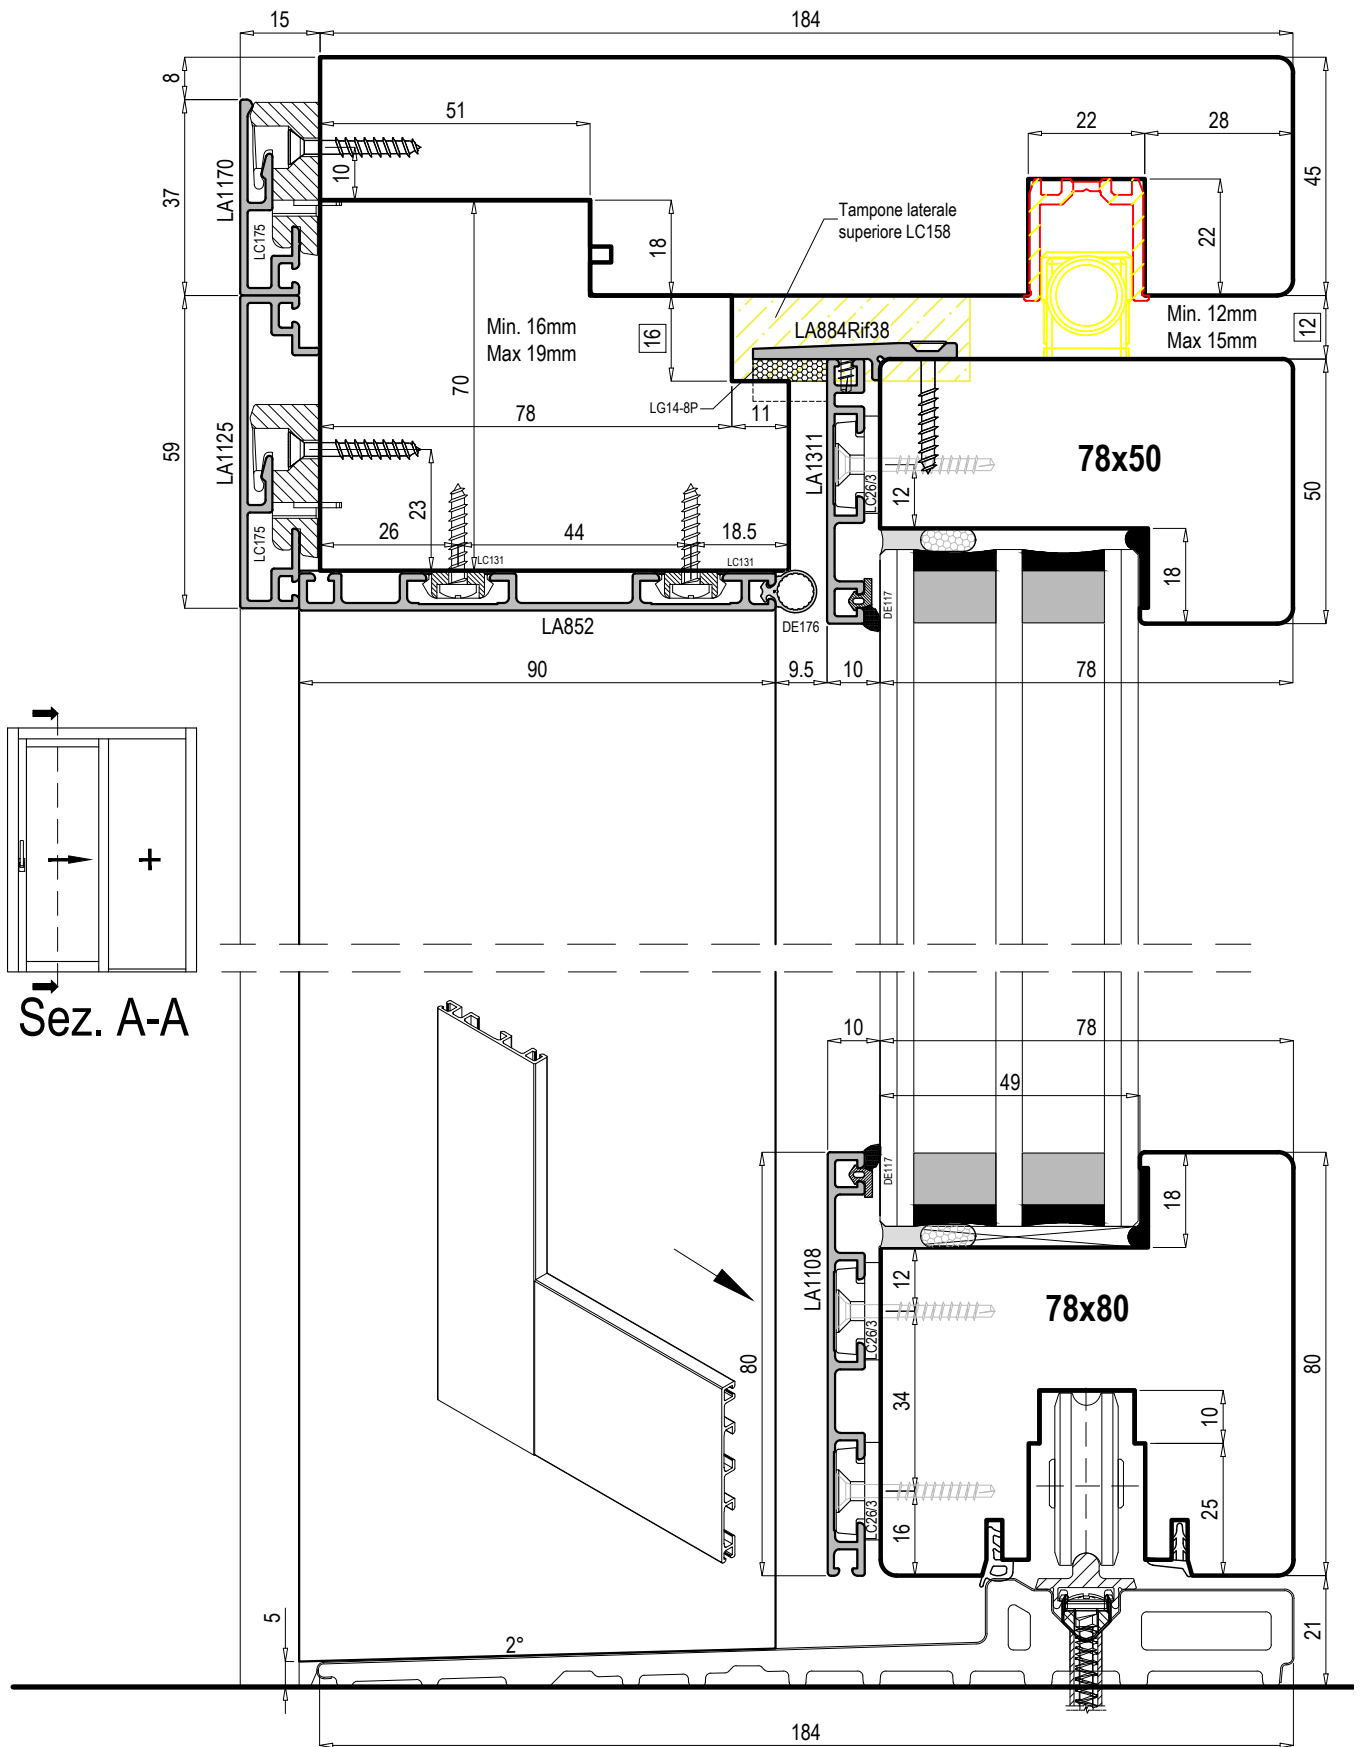 15
184
8
51
22
28
37
LA1170
10
45
LC175
18
22
Tampone laterale
superiore LC158
Min. 16mm
Max 19mm
16
LA884Rif38
Min. 12mm
Max 15mm
12
70
LG14-8P
78
11
59
LA1125
LA1311
78x50
LC26/3
12
50
LC175
23
26
44
18.5
LC131
LC131
18
LA852
DE176
DE117
90
9.5
10
78
Sez. A-A
10
78
49
DE117
18
LA1108
12
78x80
LC26/3
80
34
80
10
LC26/3
16
25
5
2°
21
184